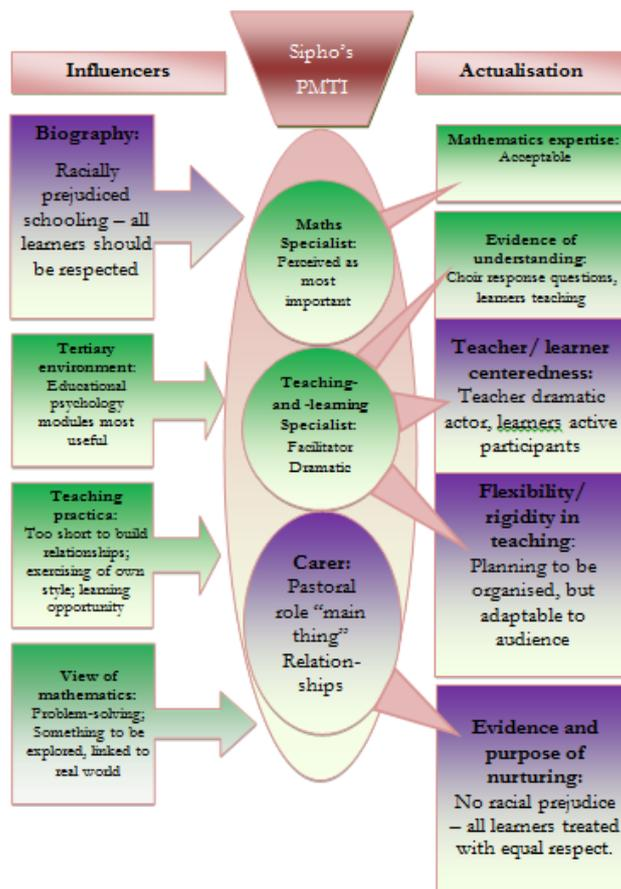 Sipho's
PMTI
Influencers
Actualisation
Biography:
Racially
prejudiced
schooling – all
learners should
be respected
Tertiary
environment:
Educational
psychology
modules most
useful
Teaching
practica:
Too short to build
relationships;
exercising of own
style; learning
opportunity
View of
mathematics:
Problem-solving;
Something to be
explored, linked to
real world
Maths
Specialist:
Perceived as
most
important
Teaching-
and -learning
Specialist:
Facilitator
Dramatic
Carer:
Pastoral
role “main
thing”
Relation-
ships
Mathematics expertise:
Acceptable
Evidence of
understanding:
Choir response questions,
learners teaching
Teacher/ learner
centeredness:
Teacher dramatic
actor, learners active
participants
Flexibility/
rigidity in
teaching:
Planning to be
organised, but
adaptable to
audience
Evidence and
purpose of
nurturing:
No racial prejudice
– all learners treated
with equal respect.